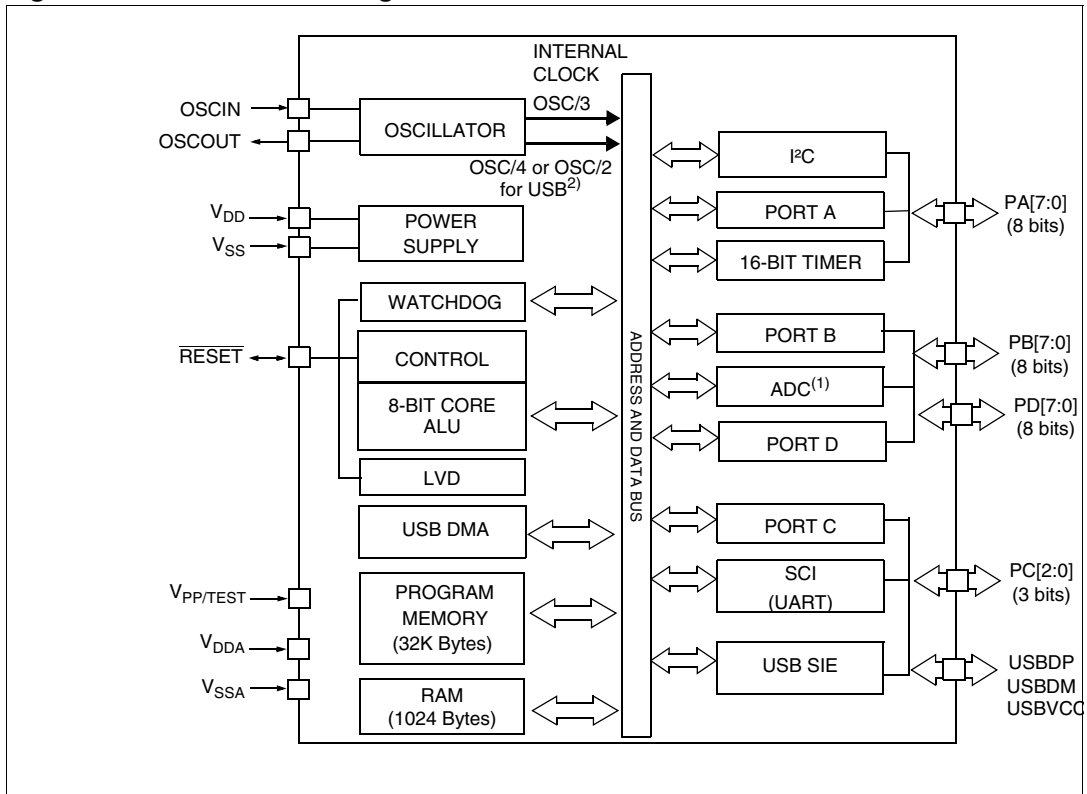 INTERNAL
CLOCK
OSCIN
OSCOUT
OSCILLATOR
OSC/3
OSC/4 or OSC/2
for USB2)
VDD
VSS
POWER
SUPPLY
WATCHDOG
RESET
CONTROL
8-BIT CORE
ALU
LVD
USB DMA
VPP/TEST
VDDA
VSSA
PROGRAM
MEMORY
(32K Bytes)
RAM
(1024 Bytes)
ADDRESS AND DATA BUS
I²C
PORT A
16-BIT TIMER
PA[7:0]
(8 bits)
PORT B
ADC(1)
PORT D
PB[7:0]
(8 bits)
PD[7:0]
(8 bits)
PORT C
SCI
(UART)
USB SIE
PC[2:0]
(3 bits)
USBDP
USBDM
USBVCC